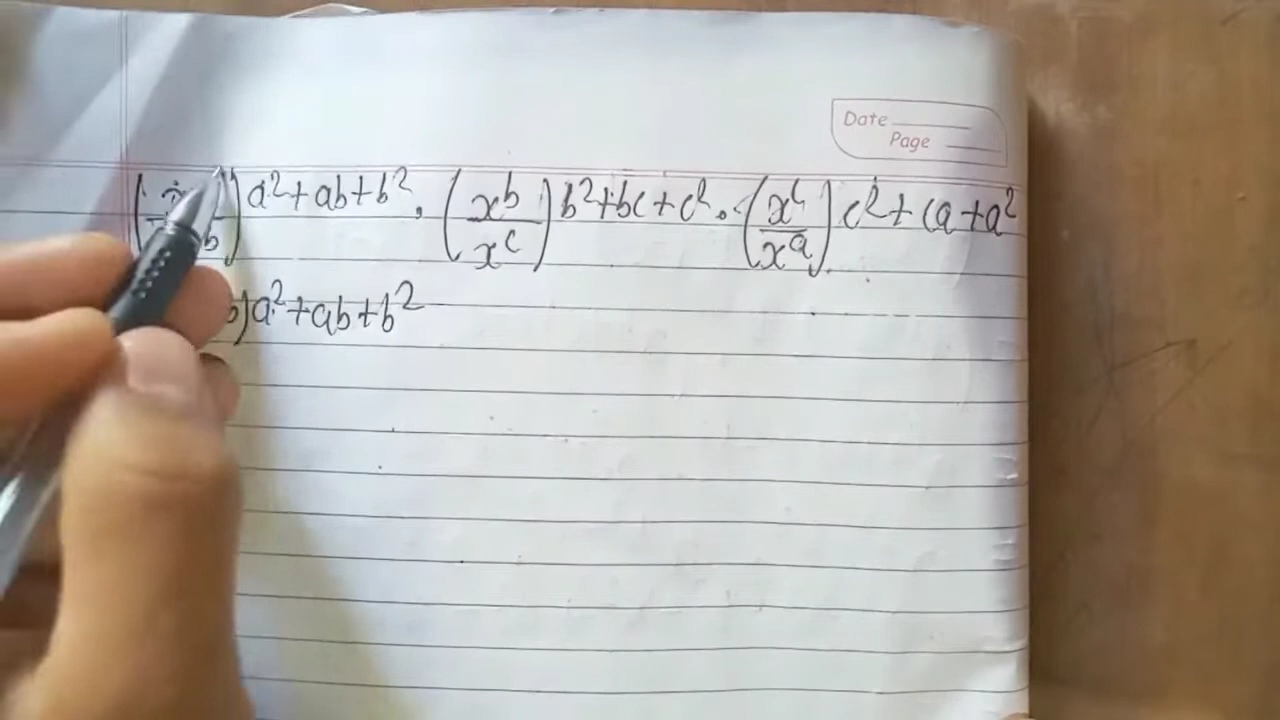 Date
Page
( b) a²+ab+b² . (x^b/x^c) b²+bc+c² . (x^c/x^a) c²+ca+a²
b) a²+ab+b²